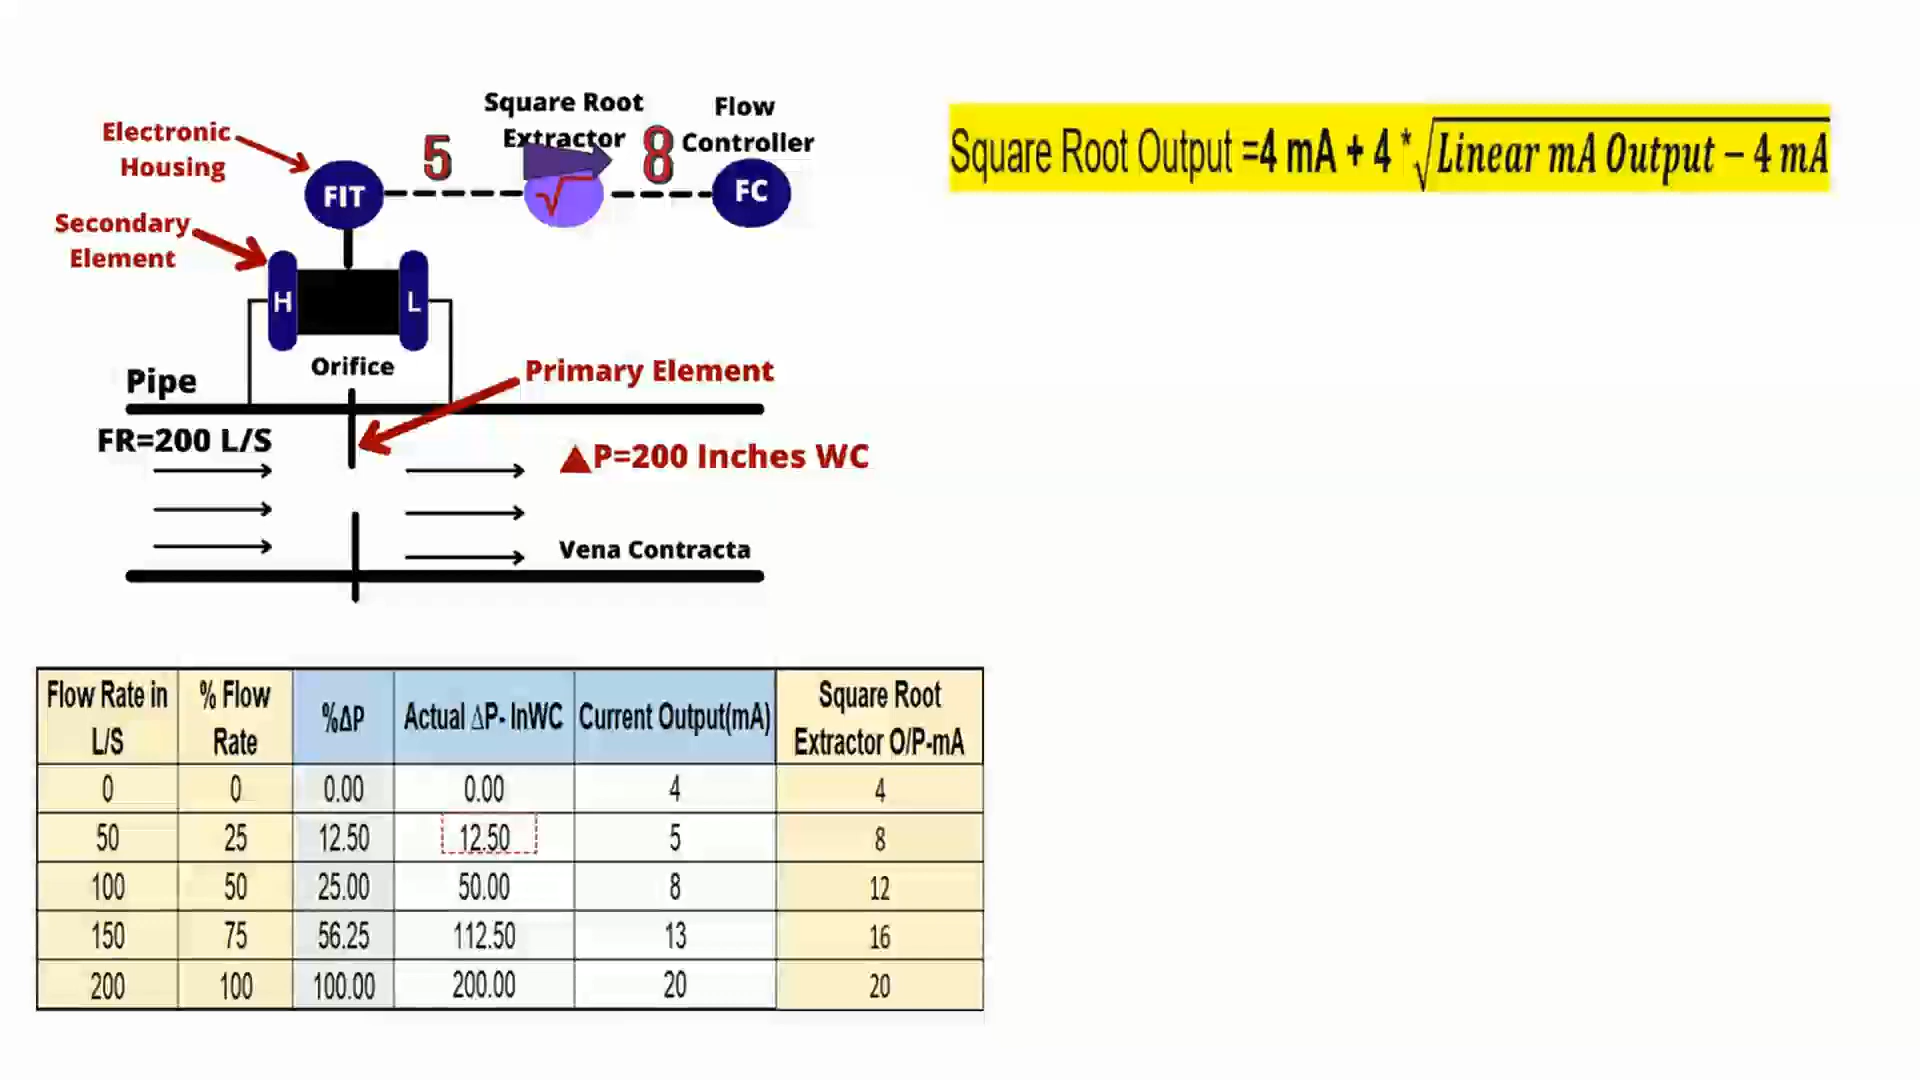 Square Root
Extractor
Flow
Controller
Electronic
Housing
5
8
FIT
√
FC
Square Root Output =4 mA + 4 * √Linear mA Output − 4 mA
Secondary
Element
H
L
Orifice
Primary Element
Pipe
FR=200 L/S
▲P=200 Inches WC
Vena Contracta
Flow Rate in L/S | % Flow Rate | %ΔP | Actual ΔP- InWC | Current Output(mA) | Square Root Extractor O/P-mA
0 | 0 | 0.00 | 0.00 | 4 | 4
50 | 25 | 12.50 | 12.50 | 5 | 8
100 | 50 | 25.00 | 50.00 | 8 | 12
150 | 75 | 56.25 | 112.50 | 13 | 16
200 | 100 | 100.00 | 200.00 | 20 | 20